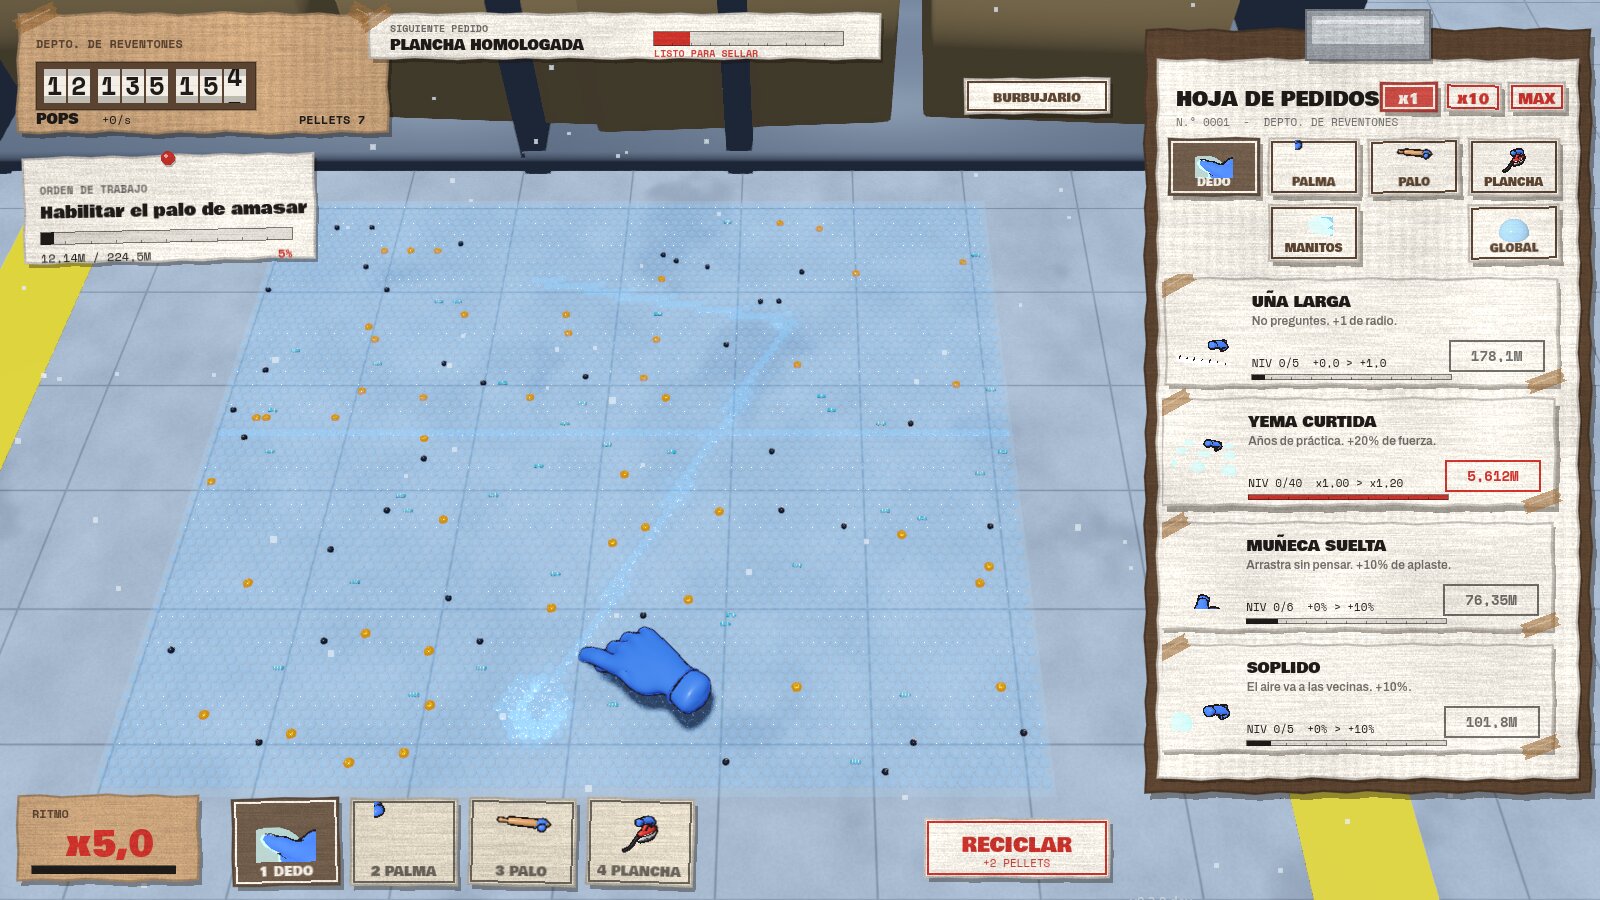 DEPTO. DE REVENTONES
12 135 154
POPS +0/s PELLETS 7
SIGUIENTE PEDIDO
PLANCHA HOMOLOGADA
LISTO PARA SELLAR
BURBUJARIO
ORDEN DE TRABAJO
Habilitar el palo de amasar
12.14M / 224.5M 5%
HOJA DE PEDIDOS x1 x10 MAX
N.° 0001 - DEPTO. DE REVENTONES
DEDO PALMA PALO PLANCHA
MANITOS GLOBAL
UÑA LARGA
No preguntes. +1 de radio.
NIV 0/5 +0,0 > +1,0
178,1M
YEMA CURTIDA
Años de práctica. +20% de fuerza.
NIV 0/40 x1,00 > x1,20
5,612M
MUÑECA SUELTA
Arrastra sin pensar. +10% de aplaste.
NIV 0/6 +0% > +10%
76,35M
SOPLIDO
El aire va a las vecinas. +10%.
NIV 0/5 +0% > +10%
101,8M
RITMO
x5,0
1 DEDO
2 PALMA
3 PALO
4 PLANCHA
RECICLAR
+2 PELLETS